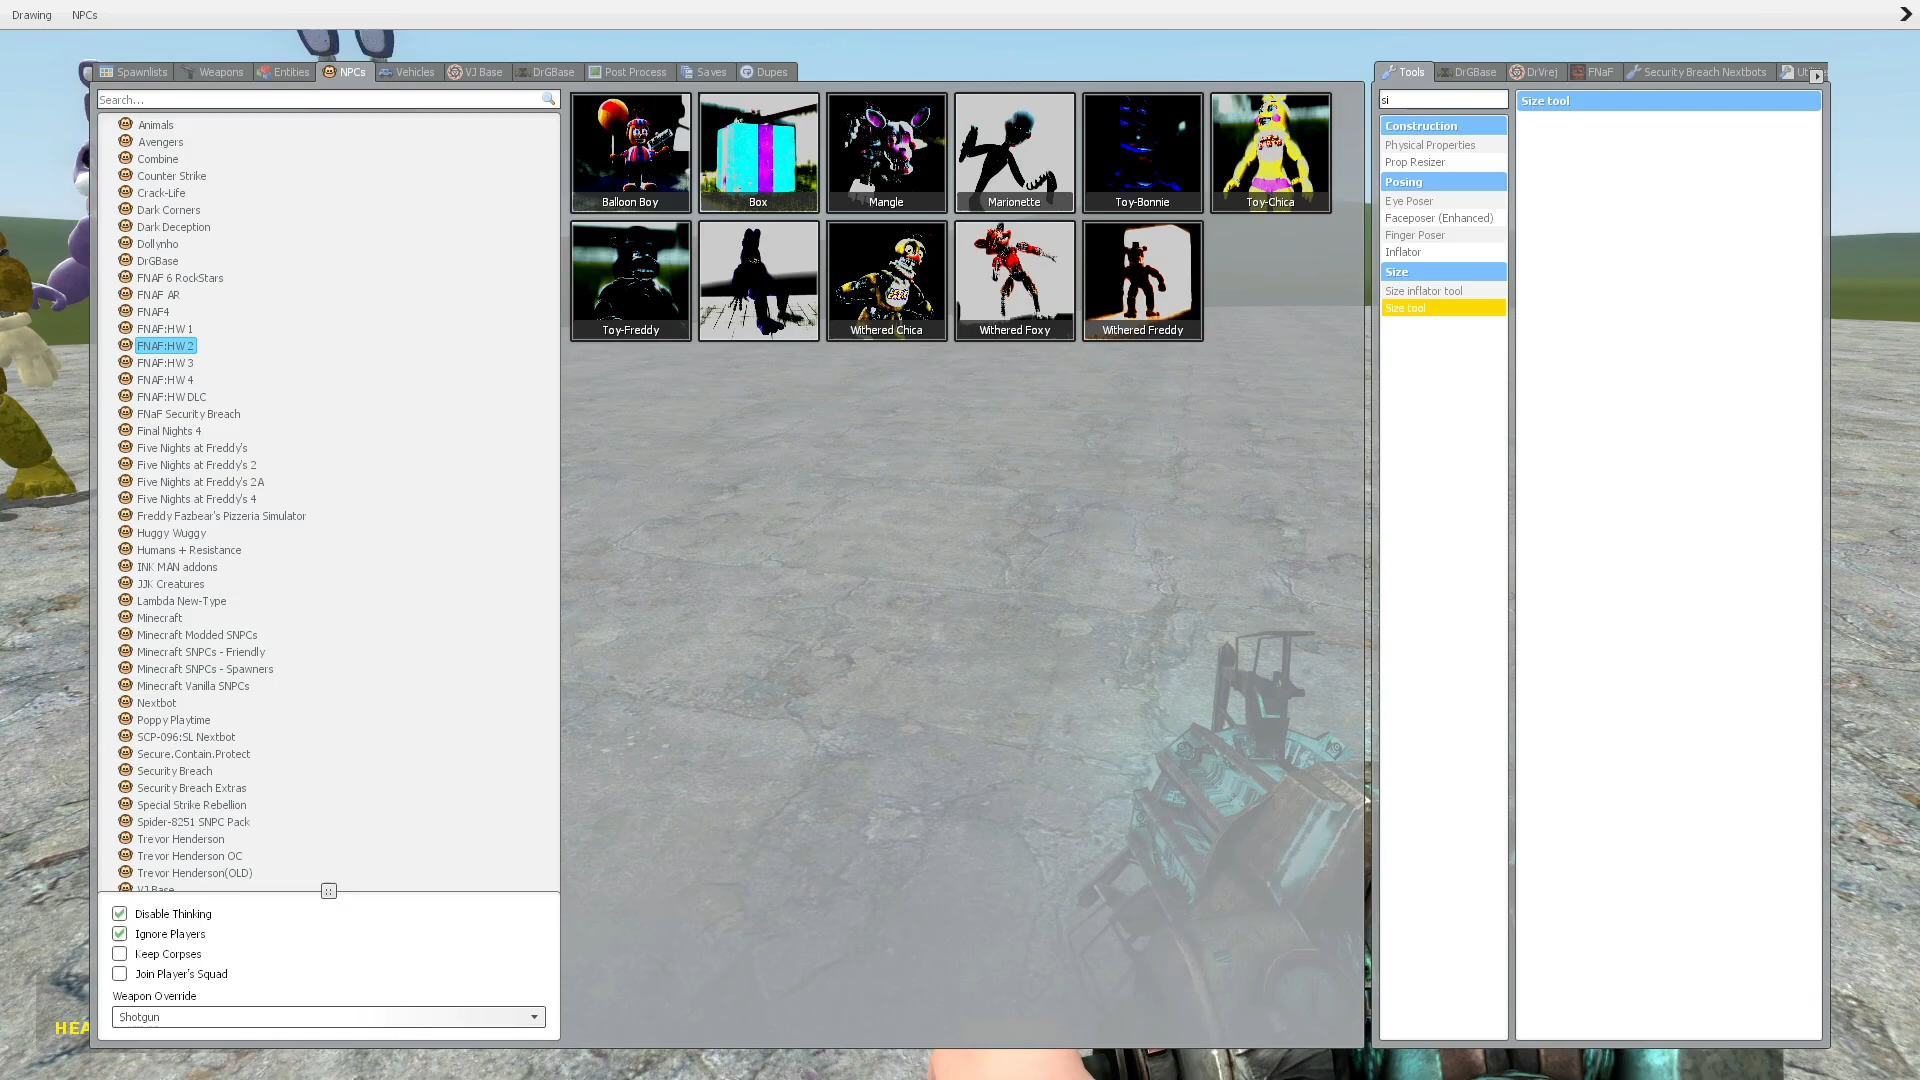 Drawing NPCs
Spawnlists Weapons Entities NPCs Vehicles VJ Base DrGBase Post Process Saves Dupes
Tools DrGBase DrVrej FNaF Security Breach Nextbots
Search...
Animals
Avengers
Combine
Counter Strike
Crack-Life
Dark Corners
Dark Deception
Dollynho
DrGBase
FNAF 6 RockStars
FNAF AR
FNAF4
FNAF:HW 1
FNAF:HW 2
FNAF:HW 3
FNAF:HW 4
FNAF:HW DLC
FNaF Security Breach
Final Nights 4
Five Nights at Freddy's
Five Nights at Freddy's 2
Five Nights at Freddy's 2A
Five Nights at Freddy's 4
Freddy Fazbear's Pizzeria Simulator
Huggy Wuggy
Humans + Resistance
INK MAN addons
JJK Creatures
Lambda New-Type
Minecraft
Minecraft Modded SNPCs
Minecraft SNPCs - Friendly
Minecraft SNPCs - Spawners
Minecraft Vanilla SNPCs
Nextbot
Poppy Playtime
SCP-096:SL Nextbot
Secure.Contain.Protect
Security Breach
Security Breach Extras
Special Strike Rebellion
Spider-8251 SNPC Pack
Trevor Henderson
Trevor Henderson OC
Trevor Henderson(OLD)
VJ Base
Disable Thinking
Ignore Players
Keep Corpses
Join Player's Squad
Weapon Override
Shotgun
Balloon Boy Box Mangle Marionette Toy-Bonnie Toy-Chica
Toy-Freddy Withered Chica Withered Foxy Withered Freddy
si
Construction
Physical Properties
Prop Resizer
Posing
Eye Poser
Faceposer (Enhanced)
Finger Poser
Inflator
Size
Size inflator tool
Size tool
Size tool
HEA